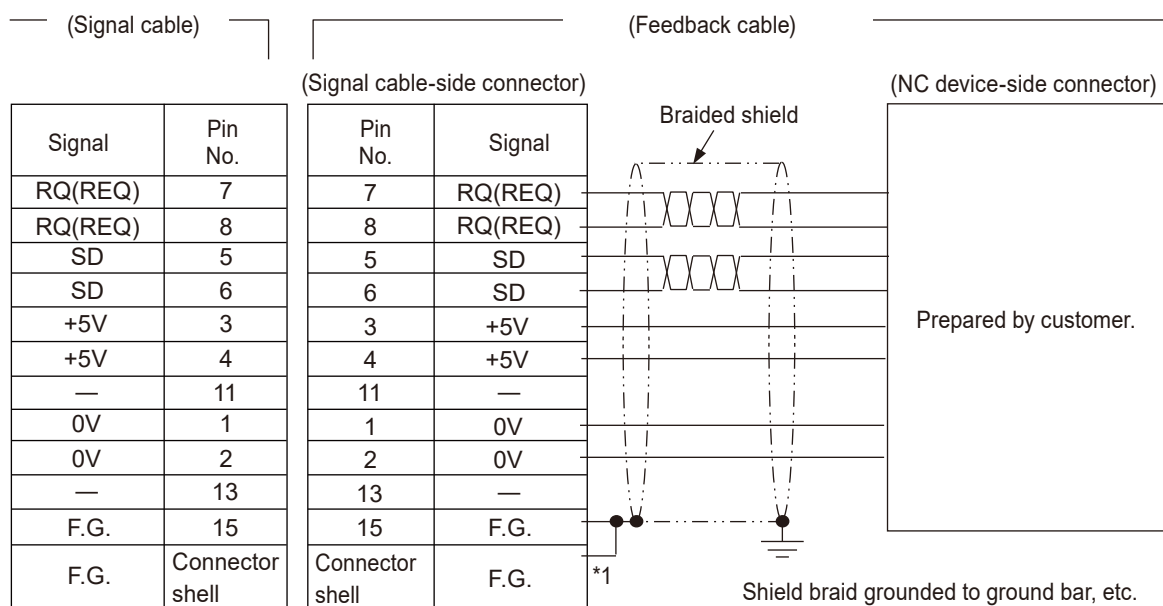 (Signal cable) (Feedback cable)
(Signal cable-side connector) (NC device-side connector)
Braided shield
Signal Pin No. Pin No. Signal
RQ(REQ) 7 7 RQ(REQ)
RQ(REQ) 8 8 RQ(REQ)
SD 5 5 SD
SD 6 6 SD
+5V 3 3 +5V
Prepared by customer.
+5V 4 4 +5V
— 11 11 —
0V 1 1 0V
0V 2 2 0V
— 13 13 —
F.G. 15 15 F.G.
F.G. Connector shell Connector shell F.G.
*1
Shield braid grounded to ground bar, etc.